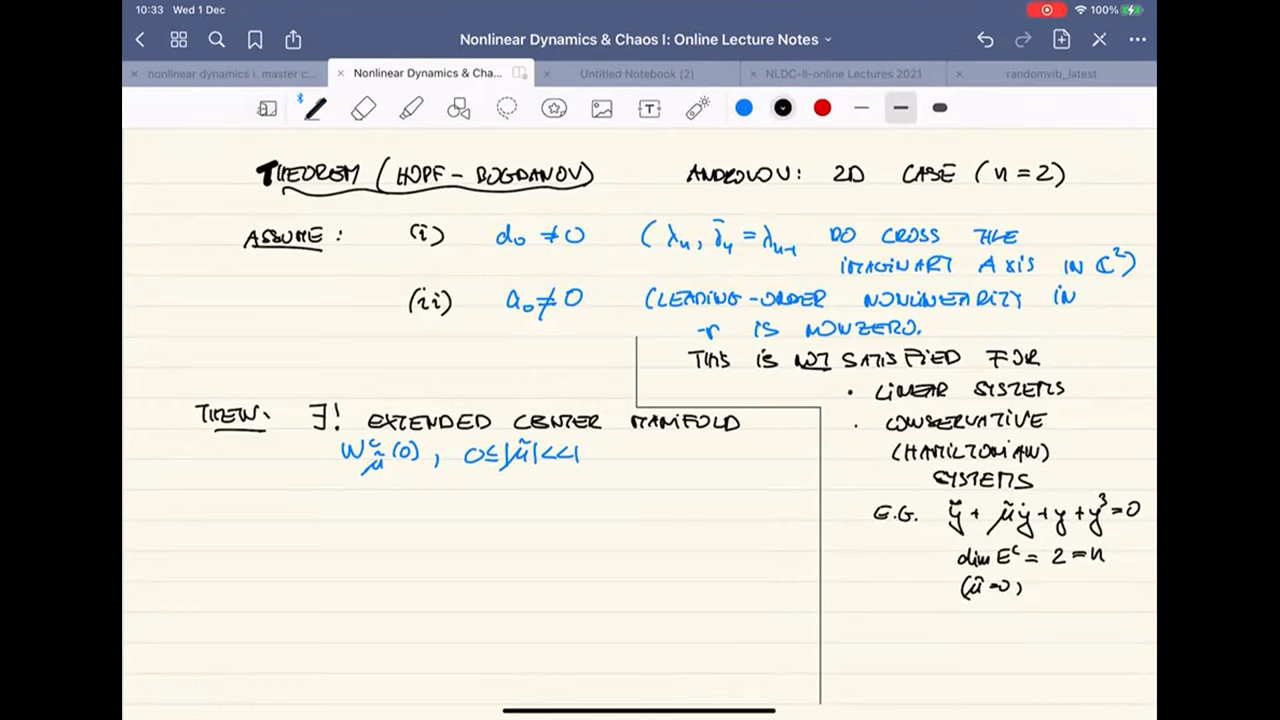 10:33 Wed 1 Dec
100%
Nonlinear Dynamics & Chaos I: Online Lecture Notes
nonlinear dynamics i. master c...
Nonlinear Dynamics & Cha...
Untitled Notebook (2)
NLDC-II-online Lectures 2021
randomvib_latest
THEOREM (HOPF - BOGDANOV) ANDRONOV: 2D CASE (n=2)
ASSUME: (i) d₀ ≠ 0 (λₙ, λ̄ₙ = λₙ₋₁ DO CROSS THE
IMAGINARY AXIS IN ℂ²)
(ii) a₀ ≠ 0 (LEADING-ORDER NONLINEARITY IN
r IS NONZERO.
THIS IS NOT SATISFIED FOR
• LINEAR SYSTEMS
THEN: ∃! EXTENDED CENTER MANIFOLD
W^c_μ̃(0), 0≤|μ̃|<<1
• CONSERVATIVE
(HAMILTONIAN)
SYSTEMS
E.G. ÿ + μ̃ẏ + y + y³ = 0
dim E^c = 2 = n
(μ̃=0)